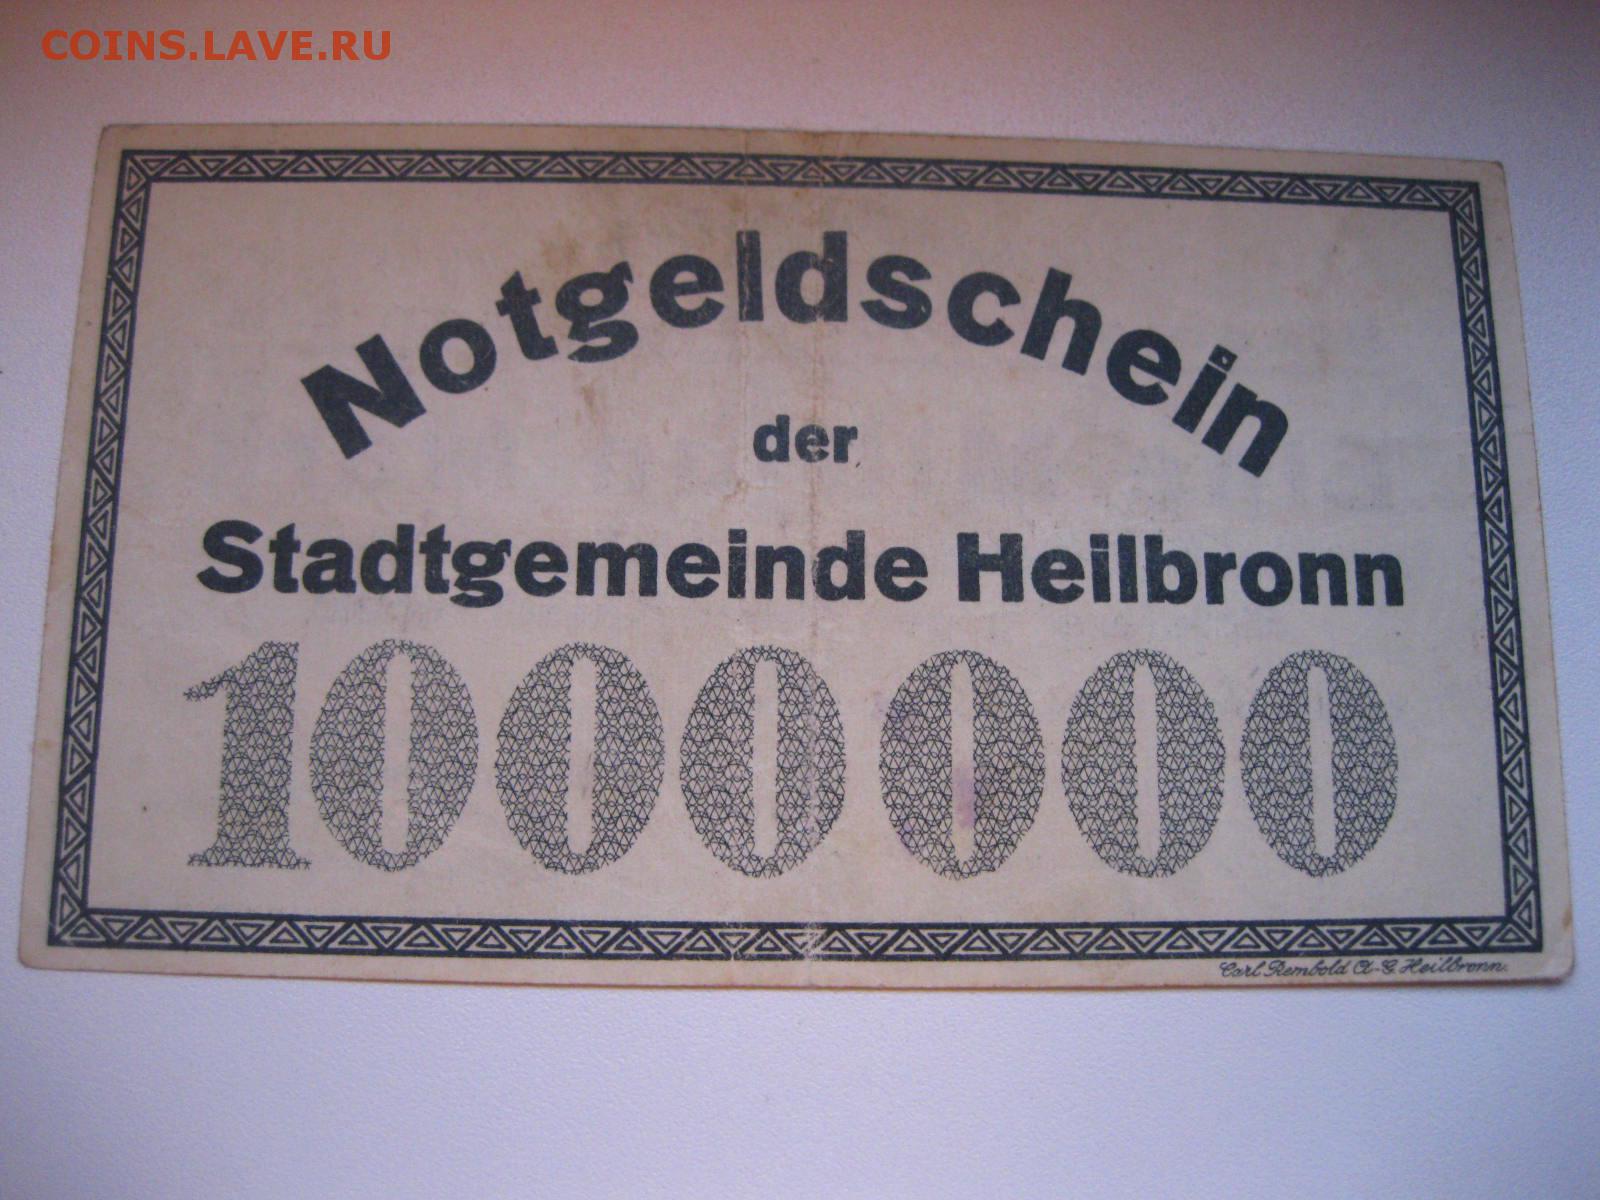 COINS.LAVE.RU
Notgeldschein
der
Stadtgemeinde Heilbronn
1000000
Carl Rembold A-G. Heilbronn.